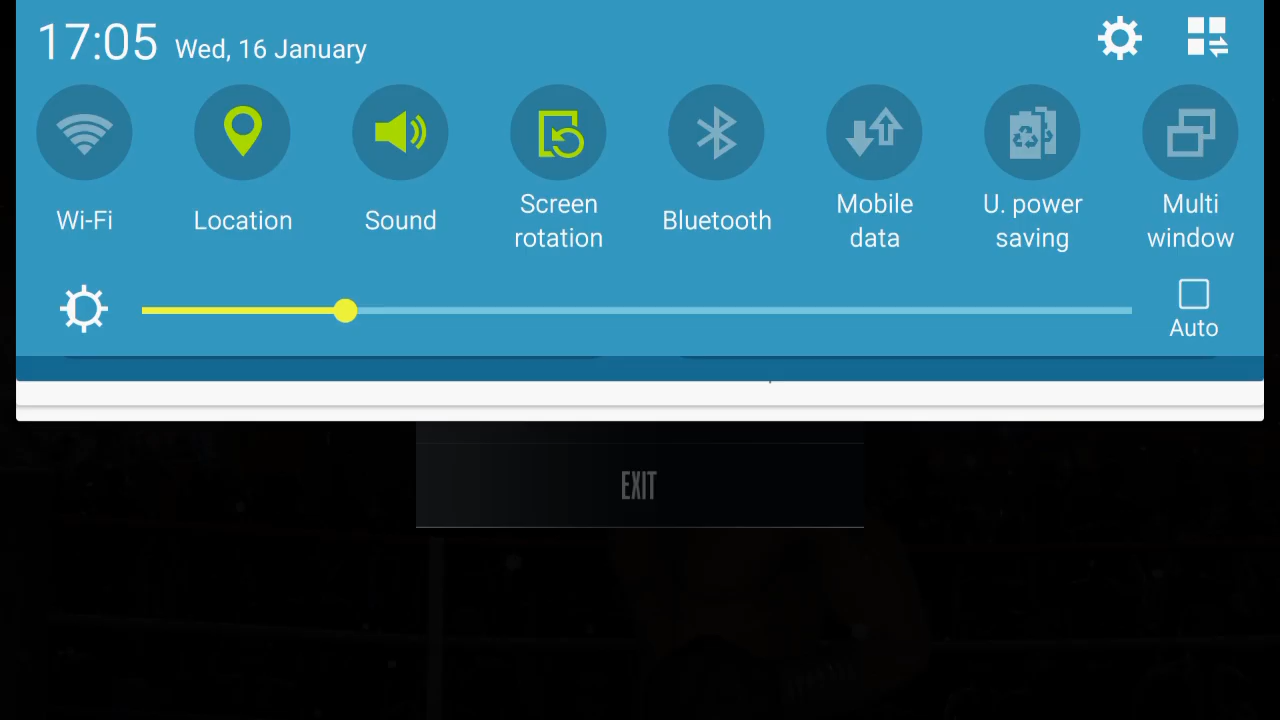 17:05 Wed, 16 January
Wi-Fi
Location
Sound
Screen
rotation
Bluetooth
Mobile
data
U. power
saving
Multi
window
Auto
EXIT